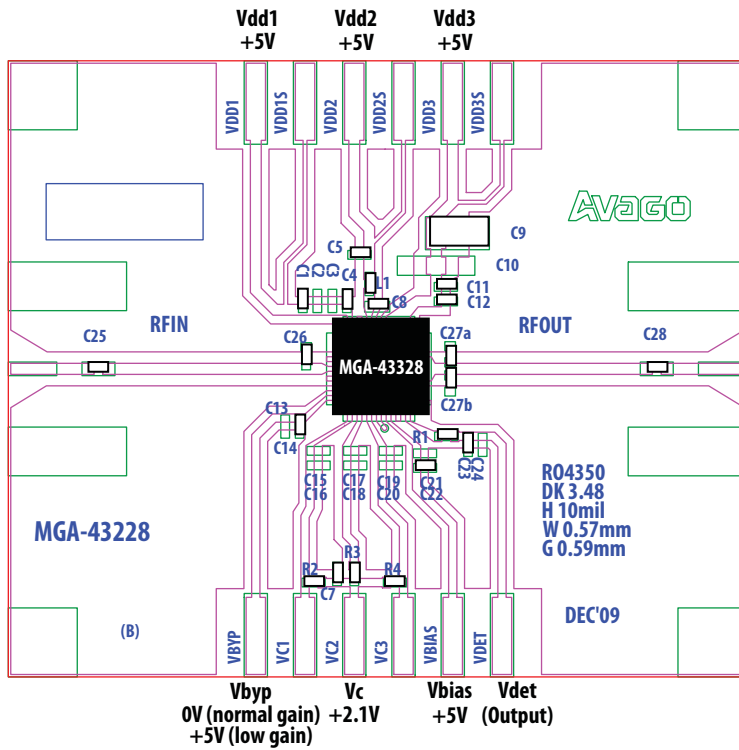 Vdd1
+5V
Vdd2
+5V
Vdd3
+5V
VDD1
VDD1S
VDD2
VDD2S
VDD3
VDD3S
AVAGO
C5
C9
C10
C1
C2
C3
C4
L1
C8
C11
C12
RFIN
RFOUT
C25
C26
MGA-43328
C27a
C28
C27b
C13
C14
R1
C23
C24
C15
C16
C17
C18
C19
C20
C21
C22
RO4350
DK 3.48
H 10mil
W 0.57mm
G 0.59mm
MGA-43228
R2
R3
R4
C7
(B)
DEC'09
VBYP
VC1
VC2
VC3
VBIAS
VDET
Vbyp
0V (normal gain)
+5V (low gain)
Vc
+2.1V
Vbias
+5V
Vdet
(Output)